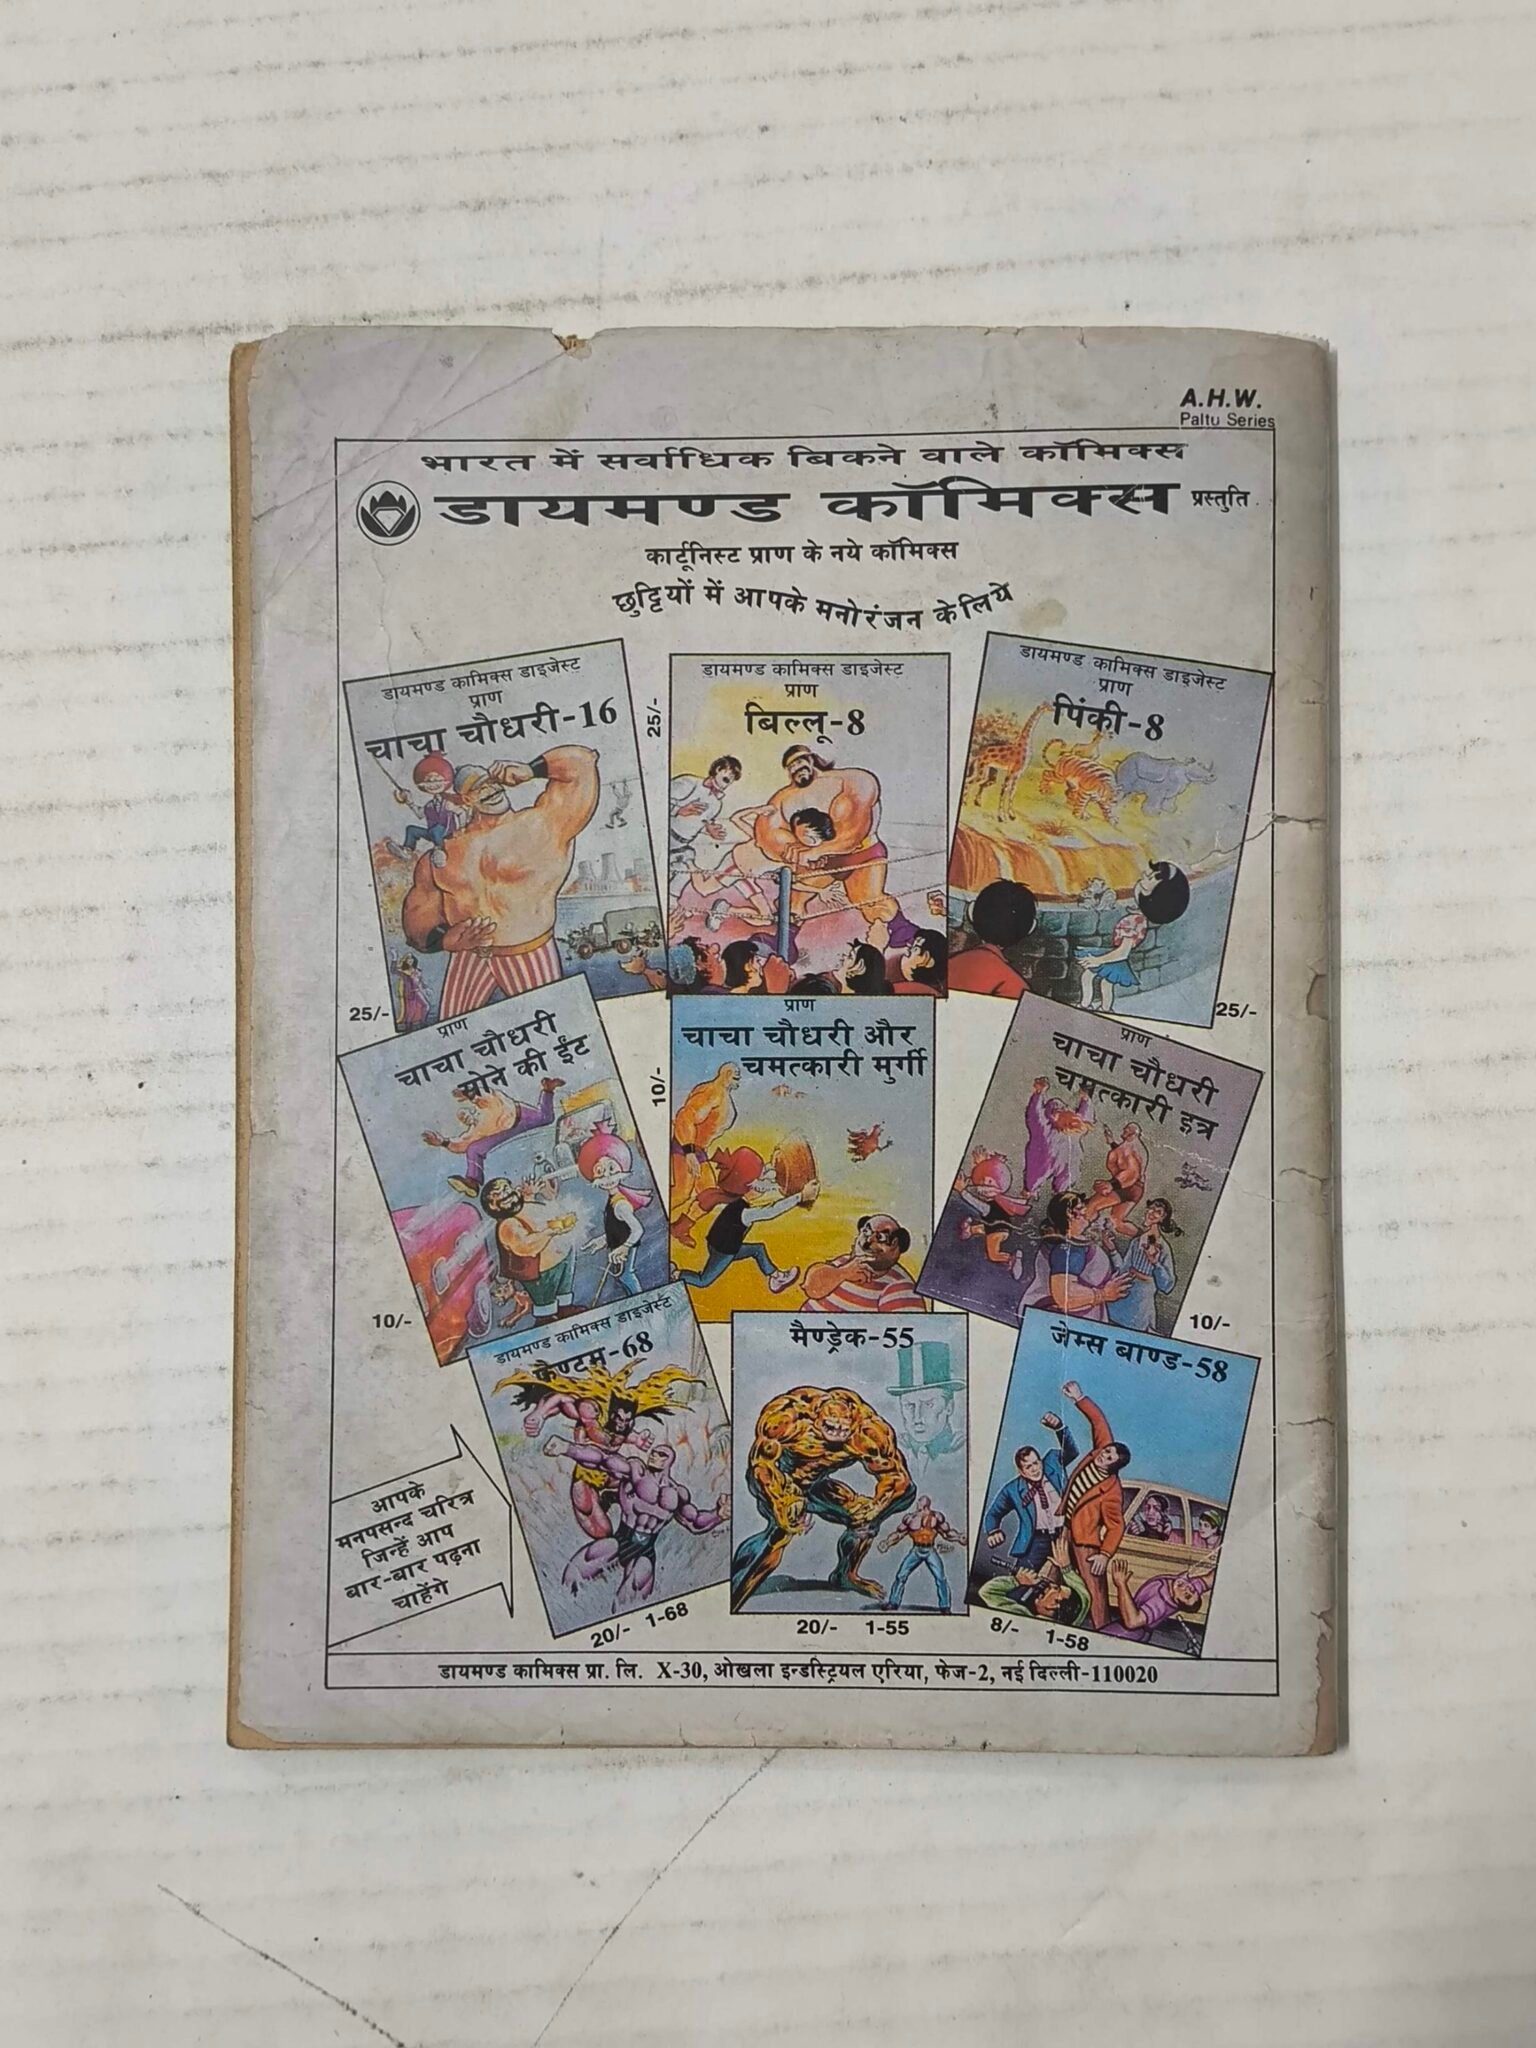 A.H.W.
Paltu Series
भारत में सर्वाधिक बिकने वाले कॉमिक्स
डायमण्ड कॉमिक्स प्रस्तुति
कार्टूनिस्ट प्राण के नये कॉमिक्स
छुट्टियों में आपके मनोरंजन के लिये
डायमण्ड कामिक्स डाइजेस्ट
प्राण
चाचा चौधरी-16
25/-
डायमण्ड कामिक्स डाइजेस्ट
प्राण
बिल्लू-8
25/-
डायमण्ड कामिक्स डाइजेस्ट
प्राण
पिंकी-8
25/-
प्राण
चाचा चौधरी
सोने की ईंट
10/-
प्राण
चाचा चौधरी और
चमत्कारी मुर्गी
10/-
प्राण
चाचा चौधरी
चमत्कारी इत्र
10/-
डायमण्ड कामिक्स डाइजेस्ट
फैण्टम-68
20/- 1-68
मैण्ड्रेक-55
20/- 1-55
जेम्स बाण्ड-58
8/- 1-58
आपके
मनपसन्द चरित्र
जिन्हें आप
बार-बार पढ़ना
चाहेंगे
डायमण्ड कामिक्स प्रा. लि. X-30, ओखला इन्डस्ट्रियल एरिया, फेज-2, नई दिल्ली-110020